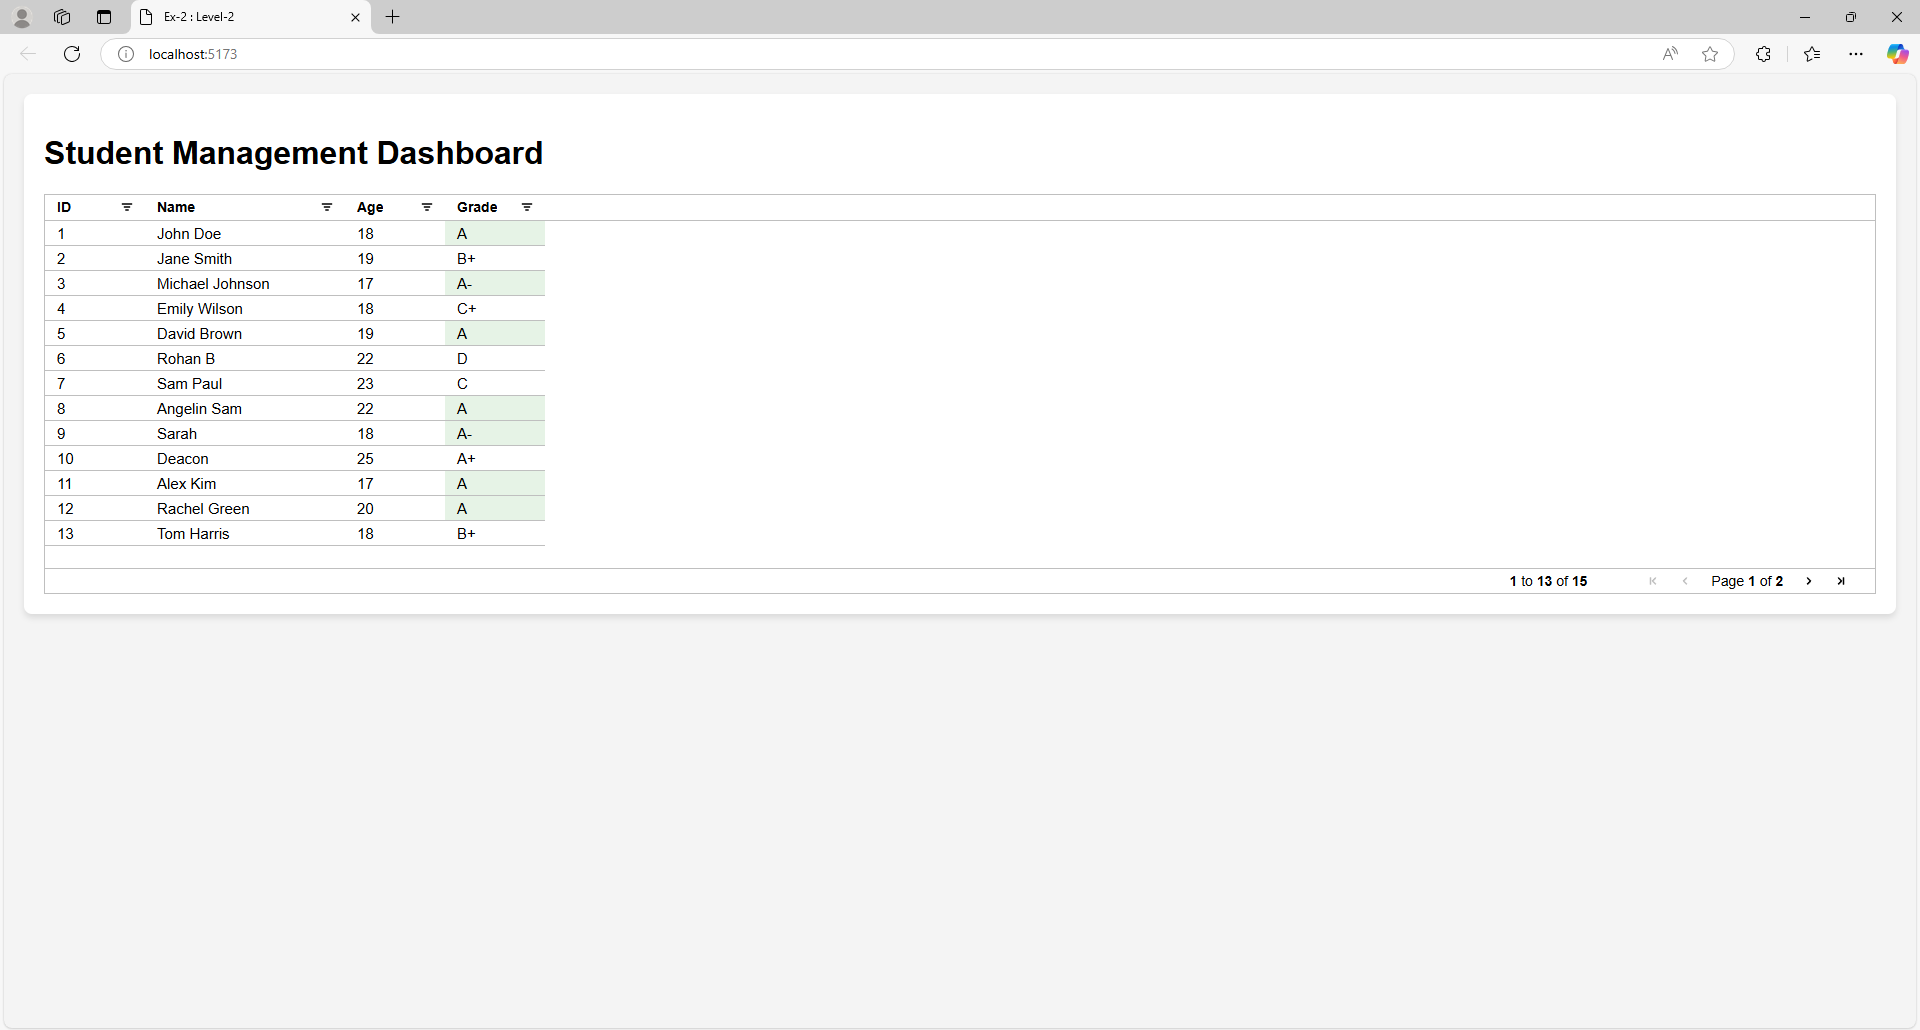 Ex-2 : Level-2
localhost:5173
Student Management Dashboard
ID Name Age Grade
1 John Doe 18 A
2 Jane Smith 19 B+
3 Michael Johnson 17 A-
4 Emily Wilson 18 C+
5 David Brown 19 A
6 Rohan B 22 D
7 Sam Paul 23 C
8 Angelin Sam 22 A
9 Sarah 18 A-
10 Deacon 25 A+
11 Alex Kim 17 A
12 Rachel Green 20 A
13 Tom Harris 18 B+
1 to 13 of 15 Page 1 of 2